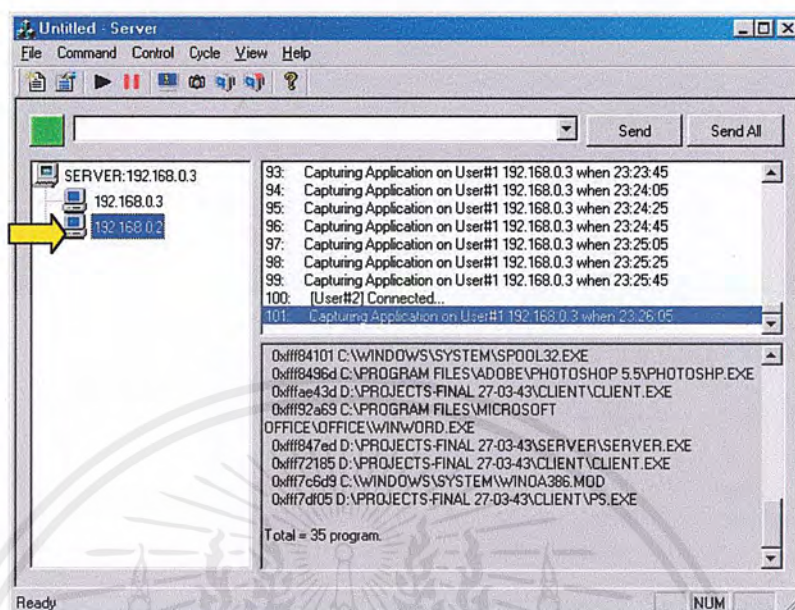 Untitled - Server
File Command Control Cycle View Help
Send
Send All
SERVER:192.168.0.3
192.168.0.3
192.168.0.2
93: Capturing Application on User#1 192.168.0.3 when 23:23:45
94: Capturing Application on User#1 192.168.0.3 when 23:24:05
95: Capturing Application on User#1 192.168.0.3 when 23:24:25
96: Capturing Application on User#1 192.168.0.3 when 23:24:45
97: Capturing Application on User#1 192.168.0.3 when 23:25:05
98: Capturing Application on User#1 192.168.0.3 when 23:25:25
99: Capturing Application on User#1 192.168.0.3 when 23:25:45
100: [User#2] Connected...
101: Capturing Application on User#1 192.168.0.3 when 23:26:05
0xfff84101 C:\WINDOWS\SYSTEM\SPOOL32.EXE
0xfff8496d C:\PROGRAM FILES\ADOBE\PHOTOSHOP 5.5\PHOTOSHP.EXE
0xfffae43d D:\PROJECTS-FINAL 27-03-43\CLIENT\CLIENT.EXE
0xfff92a69 C:\PROGRAM FILES\MICROSOFT
OFFICE\OFFICE\WINWORD.EXE
0xfff847ed D:\PROJECTS-FINAL 27-03-43\SERVER\SERVER.EXE
0xfff72185 D:\PROJECTS-FINAL 27-03-43\CLIENT\CLIENT.EXE
0xfff7c6d9 C:\WINDOWS\SYSTEM\WINOA386.MOD
0xfff7df05 D:\PROJECTS-FINAL 27-03-43\CLIENT\PS.EXE
Total = 35 program.
Ready
NUM